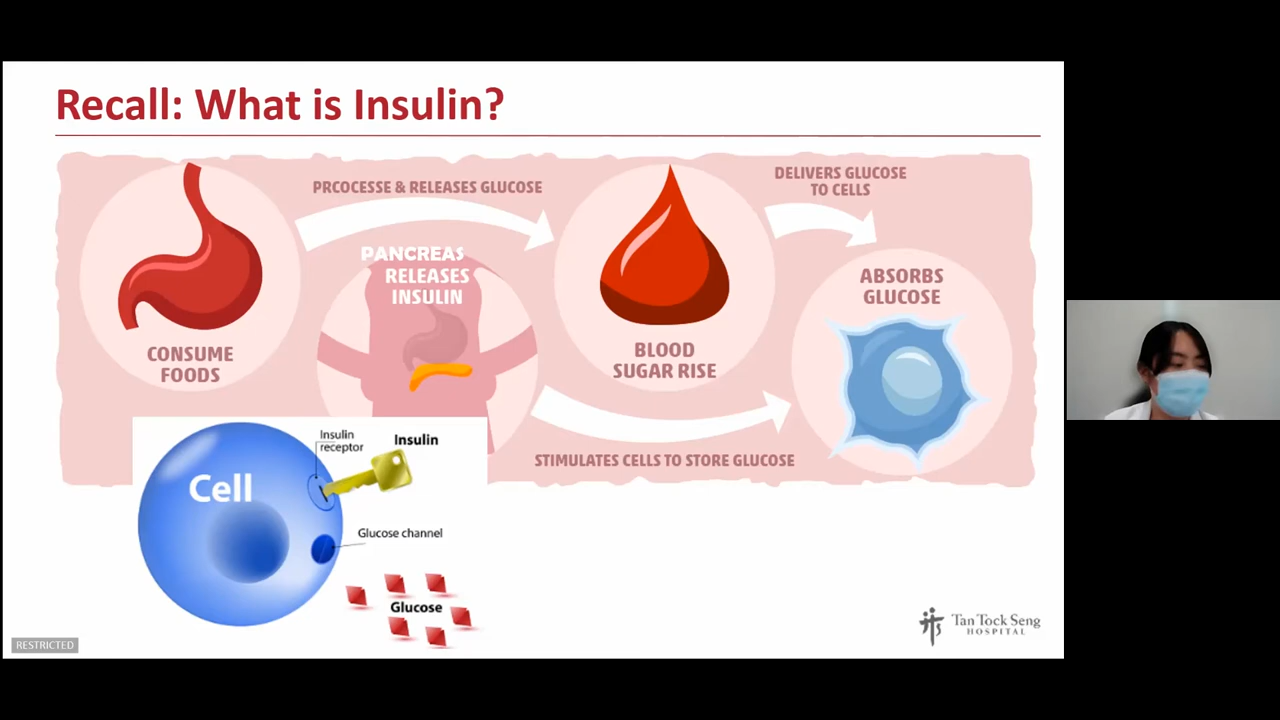 Recall: What is Insulin?
PRCOCESSE & RELEASES GLUCOSE
DELIVERS GLUCOSE
TO CELLS
PANCREAS
RELEASES
INSULIN
ABSORBS
GLUCOSE
CONSUME
FOODS
BLOOD
SUGAR RISE
STIMULATES CELLS TO STORE GLUCOSE
Insulin
receptor
Insulin
Cell
Glucose channel
Glucose
Tan Tock Seng
HOSPITAL
RESTRICTED